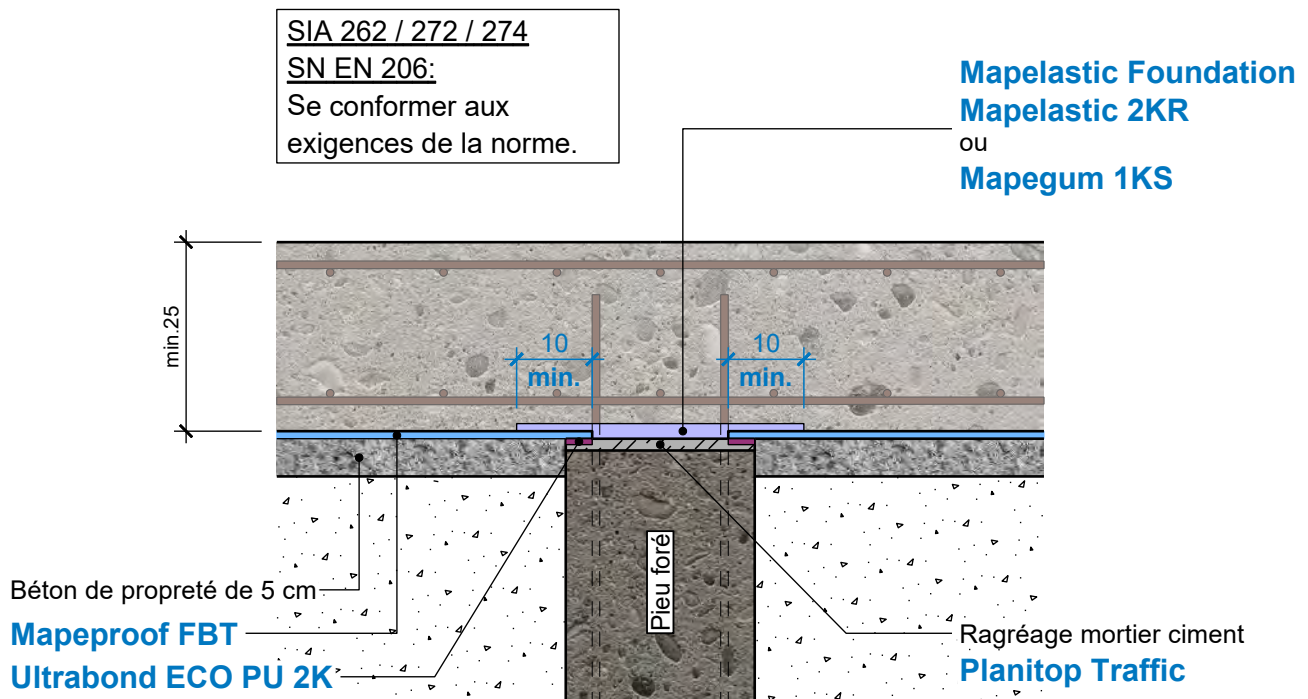 SIA 262 / 272 / 274
SN EN 206:
Se conformer aux
exigences de la norme.
Mapelastic Foundation
Mapelastic 2KR
ou
Mapegum 1KS
min.25
10
min.
10
min.
Pieu foré
Béton de propreté de 5 cm
Mapeproof FBT
Ultrabond ECO PU 2K
Ragréage mortier ciment
Planitop Traffic